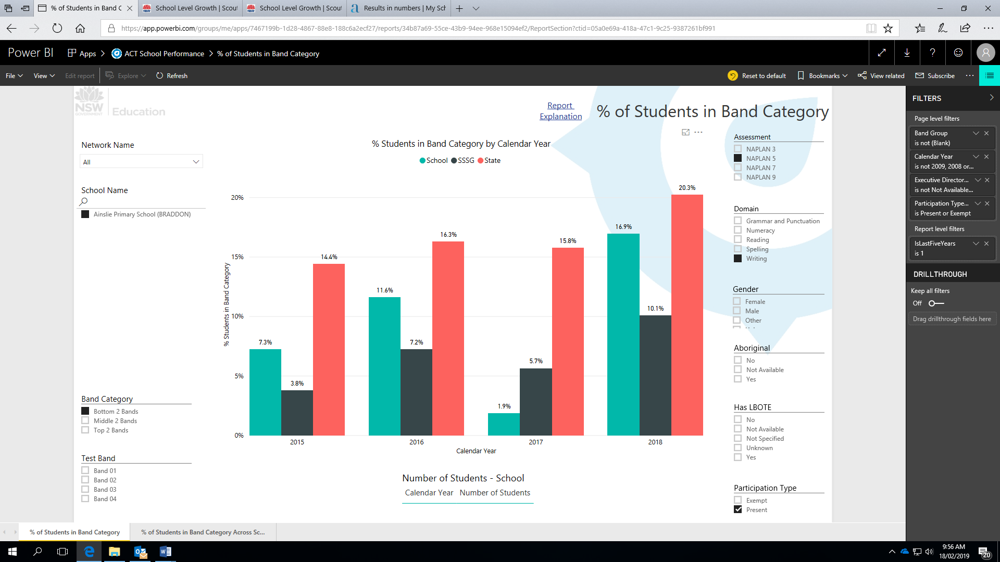 % of Students in Band C
School Level Growth | Scout
School Level Growth | Scout
Results in numbers | My Sch
https://app.powerbi.com/groups/me/apps/7467199b-1d28-4867-88e8-188c6a2ecf27/reports/34b87a69-55ce-43b9-94ee-968e15094ef2/ReportSection?ctid=05a0e69a-418a-47c1-9c25-9387261bf991
Power BI
Apps
ACT School Performance
% of Students in Band Category
File
View
Edit report
Explore
Refresh
Reset to default
Bookmarks
View related
Subscribe
NSW
GOVERNMENT
Education
Report
Explanation
% of Students in Band Category
Network Name
All
School Name
Ainslie Primary School (BRADDON)
Band Category
Bottom 2 Bands
Middle 2 Bands
Top 2 Bands
Test Band
Band 01
Band 02
Band 03
Band 04
% Students in Band Category by Calendar Year
School SSSG State
% Students in Band Category
20%
15%
10%
5%
0%
7.3%
3.8%
14.4%
11.6%
7.2%
16.3%
1.9%
5.7%
15.8%
16.9%
10.1%
20.3%
2015
2016
2017
2018
Calendar Year
Number of Students - School
Calendar Year Number of Students
Assessment
NAPLAN 3
NAPLAN 5
NAPLAN 7
NAPLAN 9
Domain
Grammar and Punctuation
Numeracy
Reading
Spelling
Writing
Gender
Female
Male
Other
Aboriginal
No
Not Available
Yes
Has LBOTE
No
Not Available
Not Specified
Unknown
Yes
Participation Type
Exempt
Present
FILTERS
Page level filters
Band Group
is not (Blank)
Calendar Year
is not 2009, 2008 or...
Executive Director...
is not Not Available...
Participation Type...
is Present or Exempt
Report level filters
IsLastFiveYears
is 1
DRILLTHROUGH
Keep all filters
Off
Drag drillthrough fields here
% of Students in Band Category
% of Students in Band Category Across Sc...
9:56 AM
18/02/2019
20